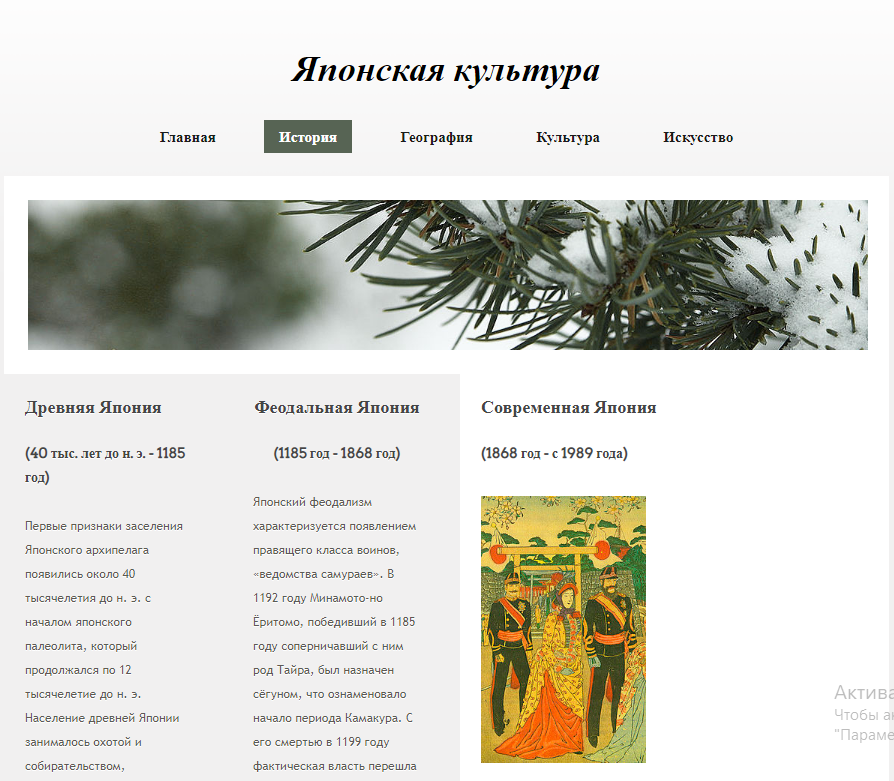 Японская культура
Главная
История
География
Культура
Искусство
Древняя Япония
(40 тыс. лет до н. э. - 1185
год)
Первые признаки заселения
Японского архипелага
появились около 40
тысячелетия до н. э. с
началом японского
палеолита, который
продолжался по 12
тысячелетие до н. э.
Население древней Японии
занималось охотой и
собирательством,
Феодальная Япония
(1185 год - 1868 год)
Японский феодализм
характеризуется появлением
правящего класса воинов,
«ведомства самураев». В
1192 году Минамото-но
Ёритомо, победивший в 1185
году соперничавший с ним
род Тайра, был назначен
сёгуном, что ознаменовало
начало периода Камакура. С
его смертью в 1199 году
фактическая власть перешла
Современная Япония
(1868 год - с 1989 года)
Актива
Чтобы а
"Параме